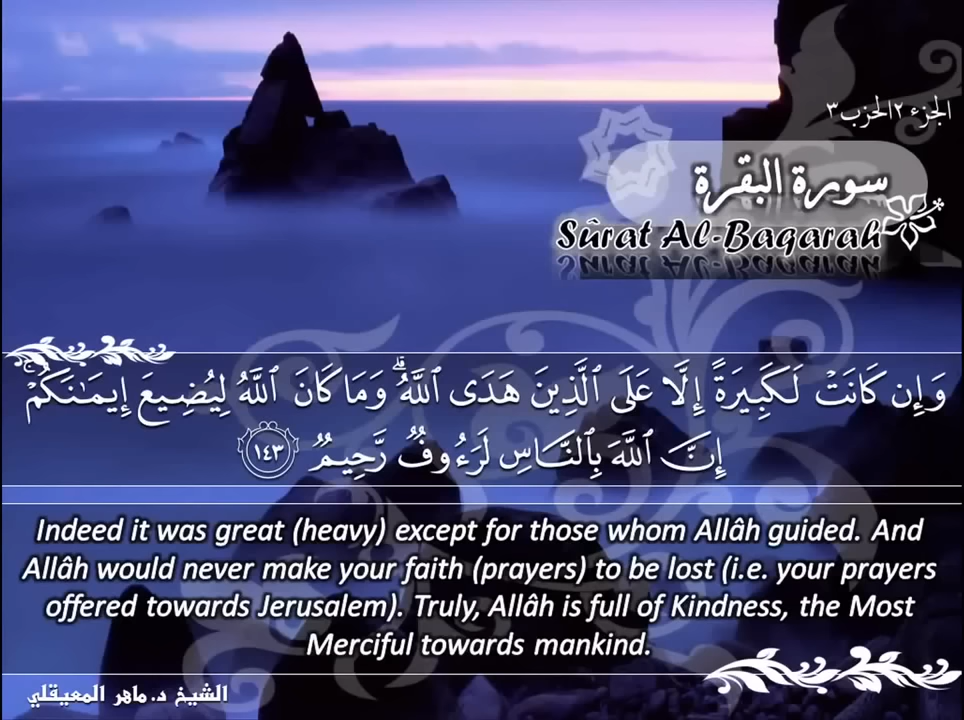 الجزء ٢ الحزب ٣
سورة البقرة
Sûrat Al-Baqarah
وَإِن كَانَتْ لَكَبِيرَةً إِلَّا عَلَى ٱلَّذِينَ هَدَى ٱللَّهُ ۗ وَمَا كَانَ ٱللَّهُ لِيُضِيعَ إِيمَـٰنَكُمْ ۚ
إِنَّ ٱللَّهَ بِٱلنَّاسِ لَرَءُوفٌ رَّحِيمٌ ١٤٣
Indeed it was great (heavy) except for those whom Allâh guided. And
Allâh would never make your faith (prayers) to be lost (i.e. your prayers
offered towards Jerusalem). Truly, Allâh is full of Kindness, the Most
Merciful towards mankind.
الشيخ د. ماهر المعيقلي